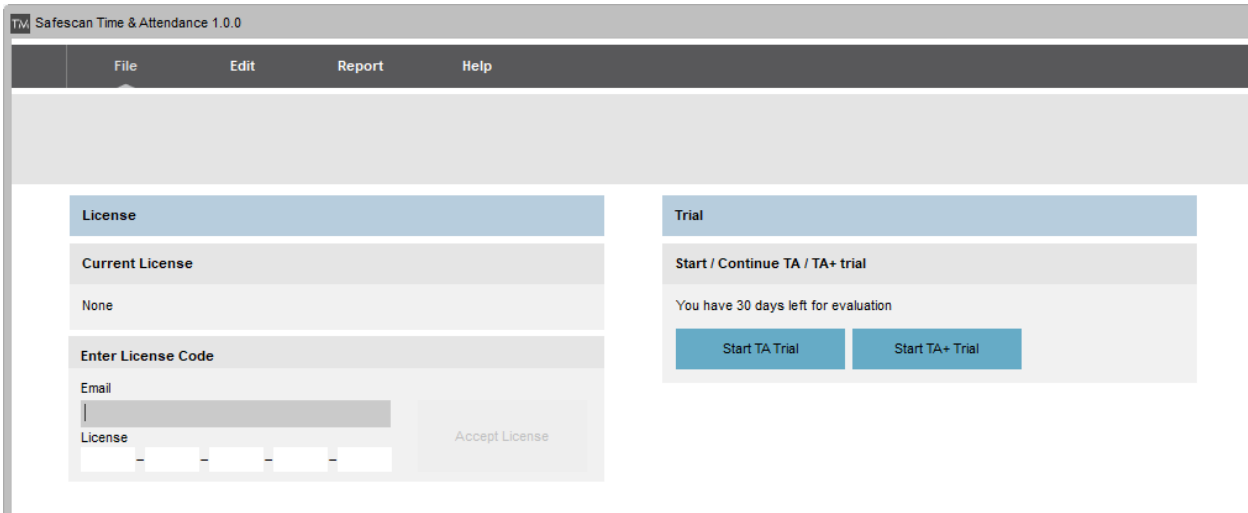 TM Safescan Time & Attendance 1.0.0
File Edit Report Help
License
Current License
None
Enter License Code
Email
License
- - - -
Accept License
Trial
Start / Continue TA / TA+ trial
You have 30 days left for evaluation
Start TA Trial Start TA+ Trial